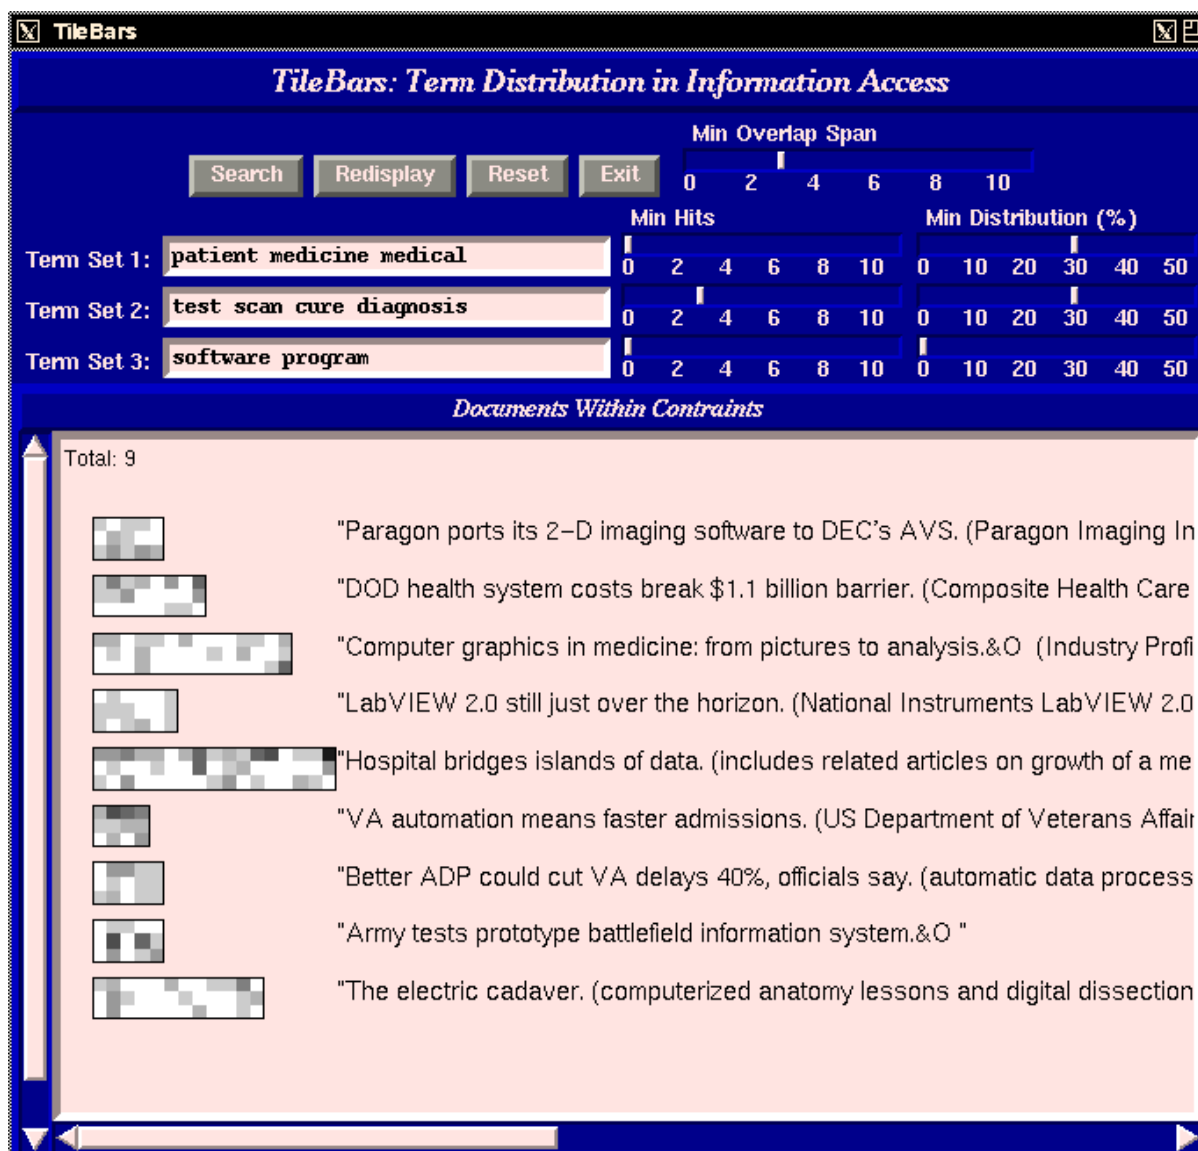 TileBars
TileBars: Term Distribution in Information Access
Min Overlap Span
Search Redisplay Reset Exit
0 2 4 6 8 10
Min Hits Min Distribution (%)
Term Set 1: patient medicine medical
0 2 4 6 8 10 0 10 20 30 40 50
Term Set 2: test scan cure diagnosis
0 2 4 6 8 10 0 10 20 30 40 50
Term Set 3: software program
0 2 4 6 8 10 0 10 20 30 40 50
Documents Within Contraints
Total: 9
"Paragon ports its 2-D imaging software to DEC's AVS. (Paragon Imaging In
"DOD health system costs break $1.1 billion barrier. (Composite Health Care
"Computer graphics in medicine: from pictures to analysis.&O (Industry Profi
"LabVIEW 2.0 still just over the horizon. (National Instruments LabVIEW 2.0
"Hospital bridges islands of data. (includes related articles on growth of a me
"VA automation means faster admissions. (US Department of Veterans Affair
"Better ADP could cut VA delays 40%, officials say. (automatic data process
"Army tests prototype battlefield information system.&O "
"The electric cadaver. (computerized anatomy lessons and digital dissection